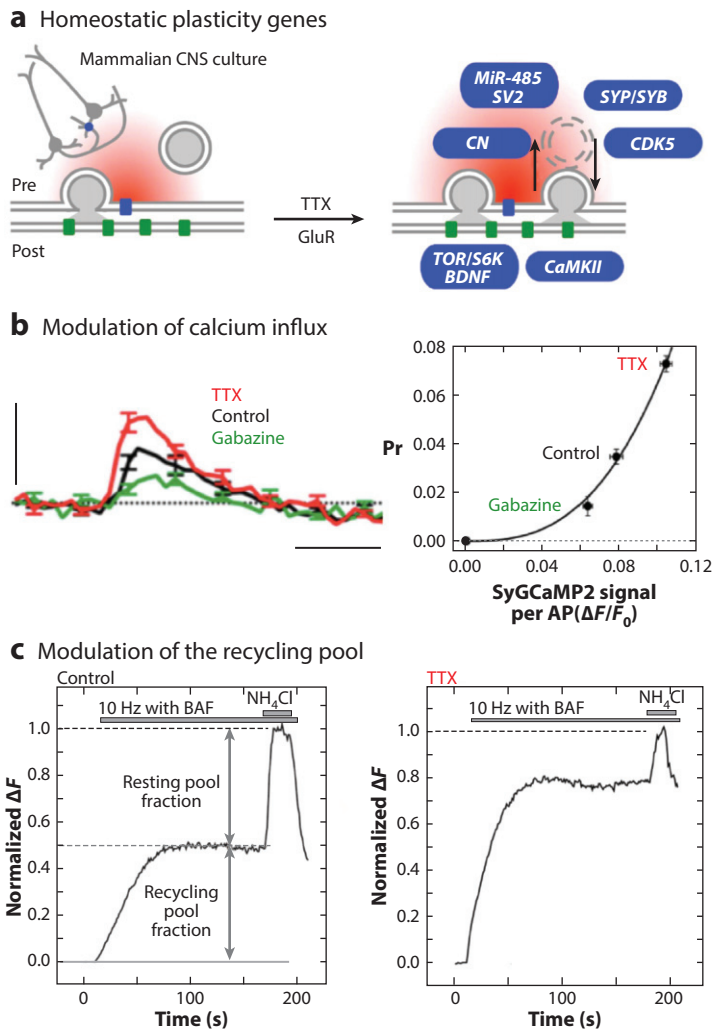 a Homeostatic plasticity genes
Mammalian CNS culture
Pre
Post
TTX
GluR
MiR-485
SV2
SYP/SYB
CN
CDK5
TOR/S6K
BDNF
CaMKII
b Modulation of calcium influx
TTX
Control
Gabazine
0.08
0.06
0.04
0.02
0.00
Pr
TTX
Control
Gabazine
0.00
0.04
0.08
0.12
SyGCaMP2 signal
per AP(ΔF/F₀)
c Modulation of the recycling pool
Control
NH₄Cl
10 Hz with BAF
1.0
0.8
0.6
0.4
0.2
0.0
Normalized ΔF
Resting pool
fraction
Recycling
pool
fraction
0
100
200
Time (s)
TTX
NH₄Cl
10 Hz with BAF
1.0
0.8
0.6
0.4
0.2
0.0
Normalized ΔF
0
100
200
Time (s)